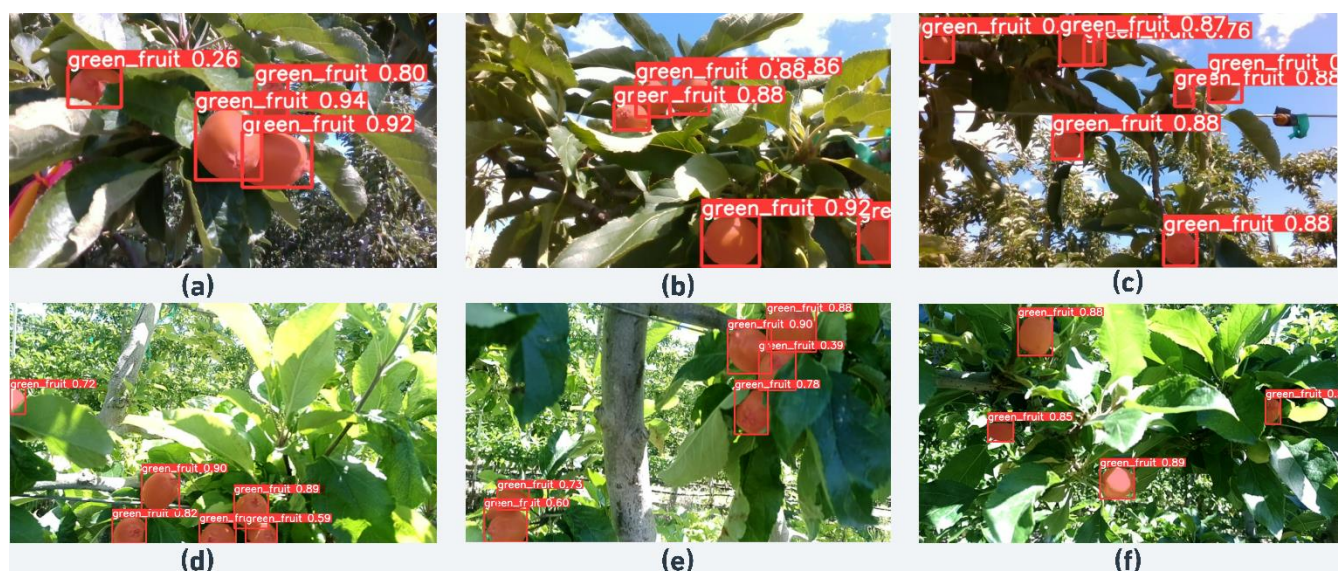 green_fruit 0.26
green_fruit 0.80
green_fruit 0.94
green_fruit 0.92
(a)
green_fruit 0.88
green_fruit 0.88
green_fruit 0.92
(b)
green_fruit
green_fruit 0.87
green_fruit
green_fruit
green_fruit 0.88
green_fruit 0.88
(c)
green_fruit 0.72
green_fruit 0.90
green_fruit 0.89
green_fruit 0.59
(d)
green_fruit 0.88
green_fruit 0.90
green_fruit 0.39
green_fruit 0.78
green_fruit 0.73
green_fruit 0.60
(e)
green_fruit 0.88
green_fruit 0.85
green_fruit 0.89
(f)